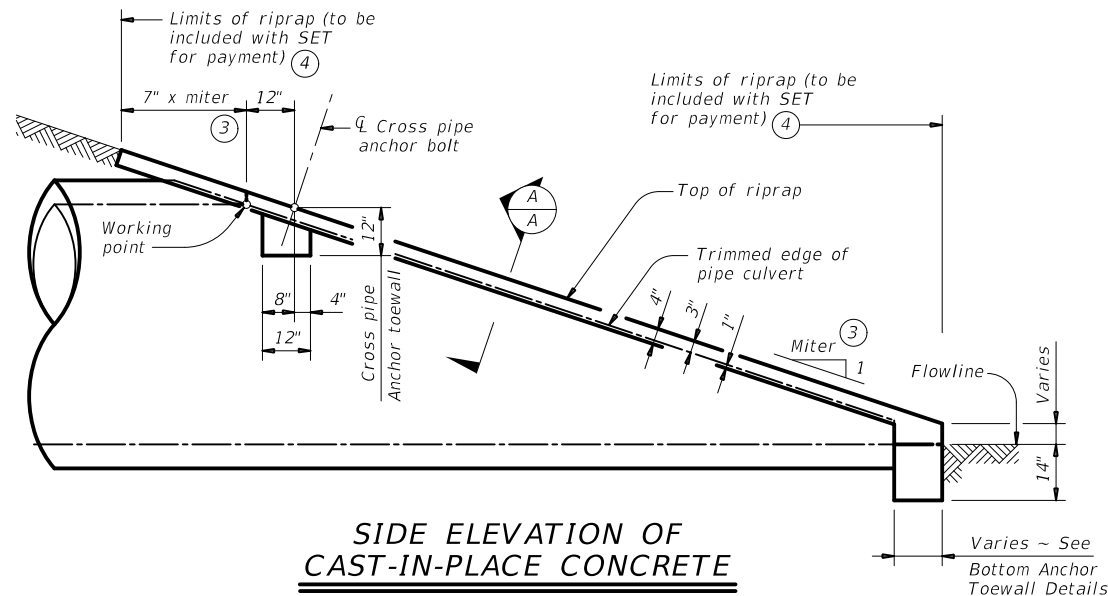 Limits of riprap (to be
included with SET
for payment) 4
7" x miter
12"
3
℄ Cross pipe
anchor bolt
Limits of riprap (to be
included with SET
for payment) 4
A
A
Top of riprap
Working
point
12"
Trimmed edge of
pipe culvert
8"
4"
12"
Cross pipe
Anchor toewall
4"
3"
1"
Miter 3
1
Flowline
Varies
14"
SIDE ELEVATION OF
CAST-IN-PLACE CONCRETE
Varies ~ See
Bottom Anchor
Toewall Details